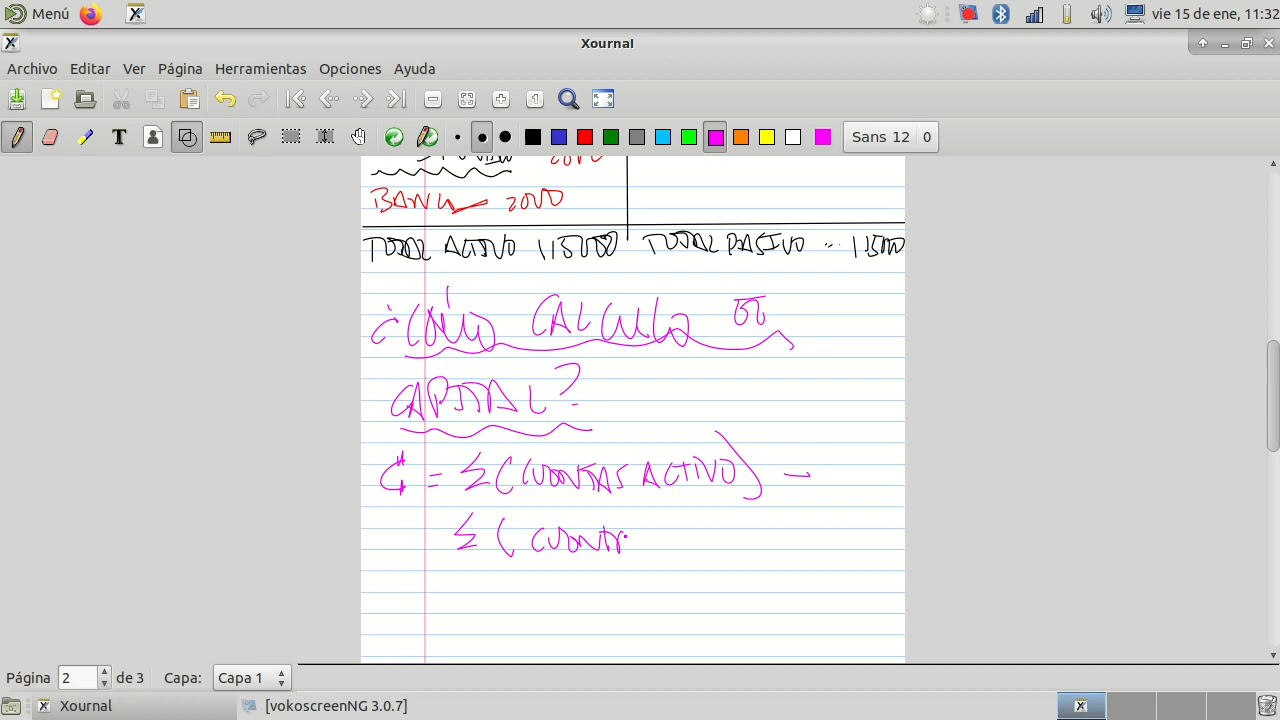 Menú vie 15 de ene, 11:32
Xournal
Archivo Editar Ver Página Herramientas Opciones Ayuda
Sans 12 0
2000
BANCO 2000
TOTAL ACTIVO 115000 TOTAL PASIVO
¿CÓMO CALCULO EL
CAPITAL?
C = Σ (CUENTAS ACTIVO) -
Σ ( CUENT
Página 2 de 3 Capa: Capa 1
Xournal [vokoscreenNG 3.0.7]